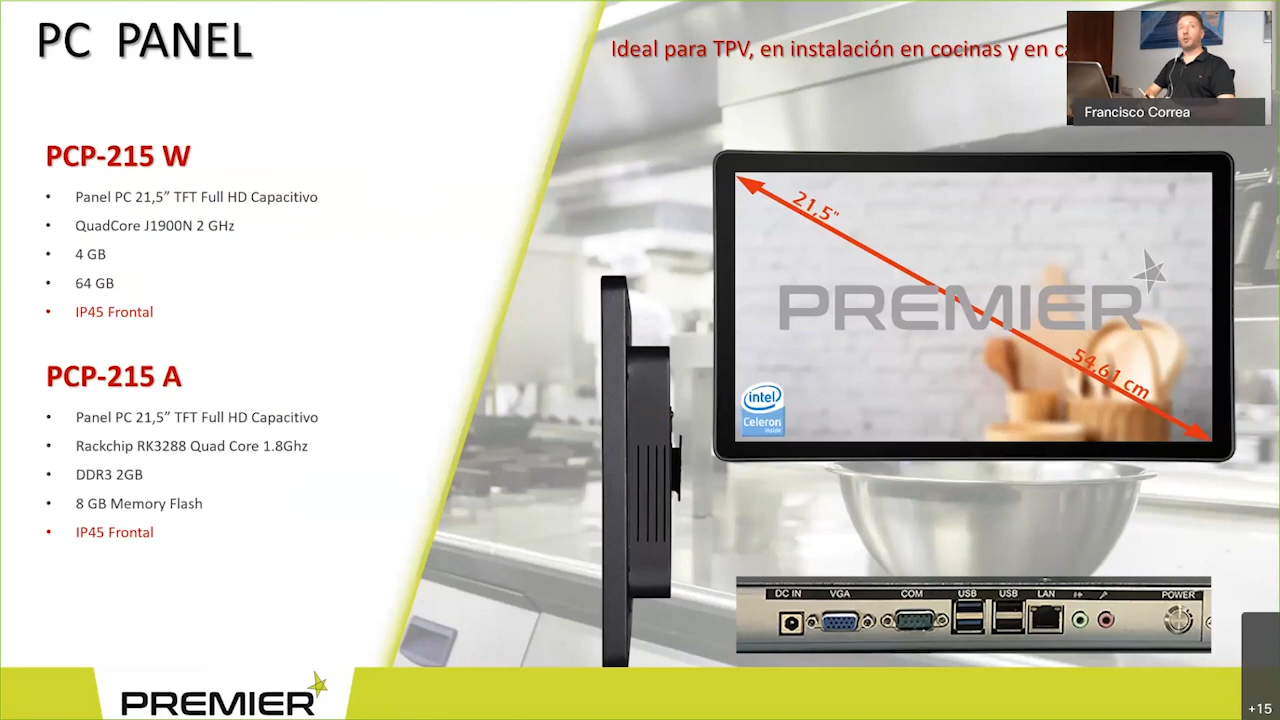 PC PANEL
Ideal para TPV, en instalación en cocinas y en
Francisco Correa
PCP-215 W
• Panel PC 21,5” TFT Full HD Capacitivo
• QuadCore J1900N 2 GHz
• 4 GB
• 64 GB
• IP45 Frontal
PCP-215 A
• Panel PC 21,5” TFT Full HD Capacitivo
• Rackchip RK3288 Quad Core 1.8Ghz
• DDR3 2GB
• 8 GB Memory Flash
• IP45 Frontal
21,5"
PREMIER
54,61 cm
intel
Celeron
inside
DC IN VGA COM USB USB LAN POWER
PREMIER
+15